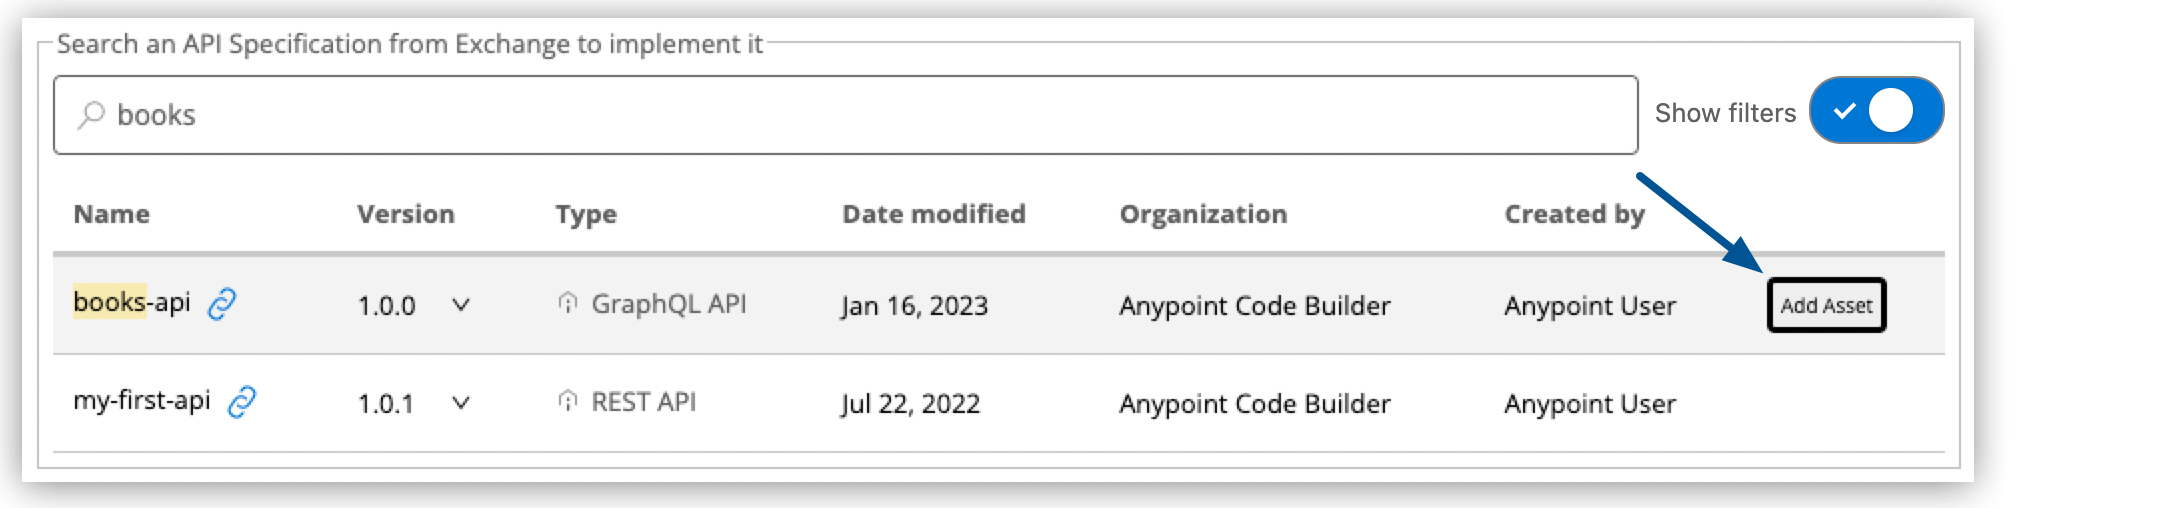 Search an API Specification from Exchange to implement it
books
Show filters
Name Version Type Date modified Organization Created by
books-api 1.0.0 GraphQL API Jan 16, 2023 Anypoint Code Builder Anypoint User Add Asset
my-first-api 1.0.1 REST API Jul 22, 2022 Anypoint Code Builder Anypoint User